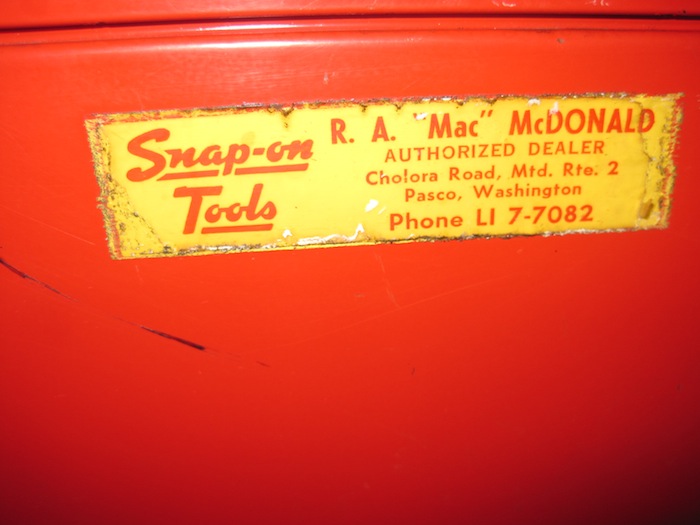 Snap-on
Tools
R. A. "Mac" McDONALD
AUTHORIZED DEALER
Cholora Road, Mtd. Rte. 2
Pasco, Washington
Phone LI 7-7082